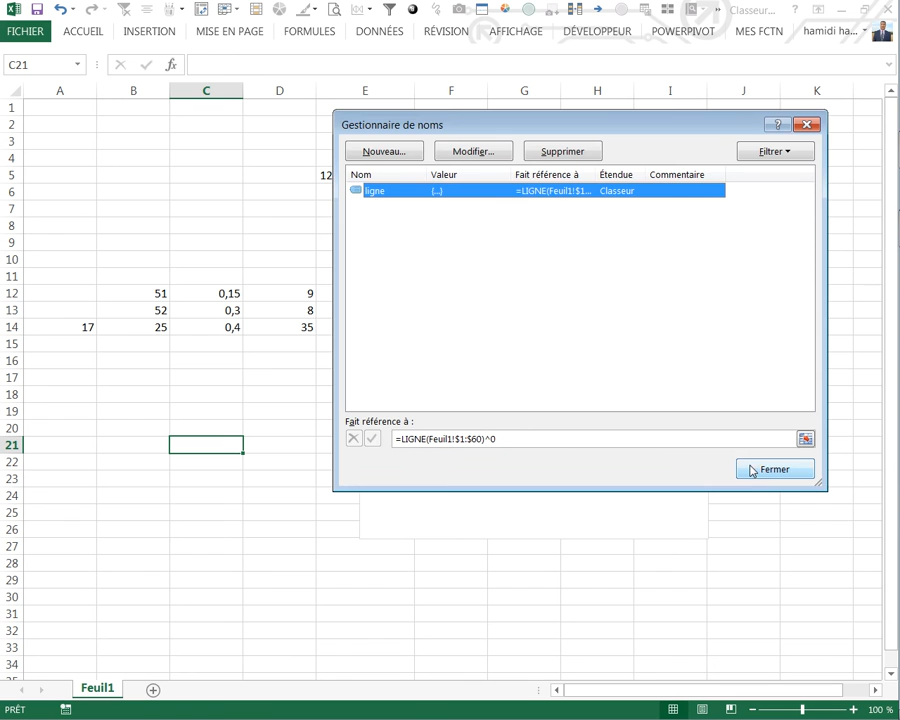 Classeur...
FICHIER ACCUEIL INSERTION MISE EN PAGE FORMULES DONNÉES RÉVISION AFFICHAGE DÉVELOPPEUR POWERPIVOT MES FCTN hamidi ha...
C21 fx
A B C D E F G H I J K
1
2
3
4
5 12
6
7
8
9
10
11
12 51 0,15 9
13 52 0,3 8
14 17 25 0,4 35
15
16
17
18
19
20
21
22
23
24
25
26
27
28
29
30
31
32
33
34
Gestionnaire de noms
Nouveau... Modifier... Supprimer Filtrer
Nom Valeur Fait référence à Étendue Commentaire
ligne {...} =LIGNE(Feuil1!$1... Classeur
Fait référence à :
=LIGNE(Feuil1!$1:$60)^0
Fermer
Feuil1
PRÊT 100 %